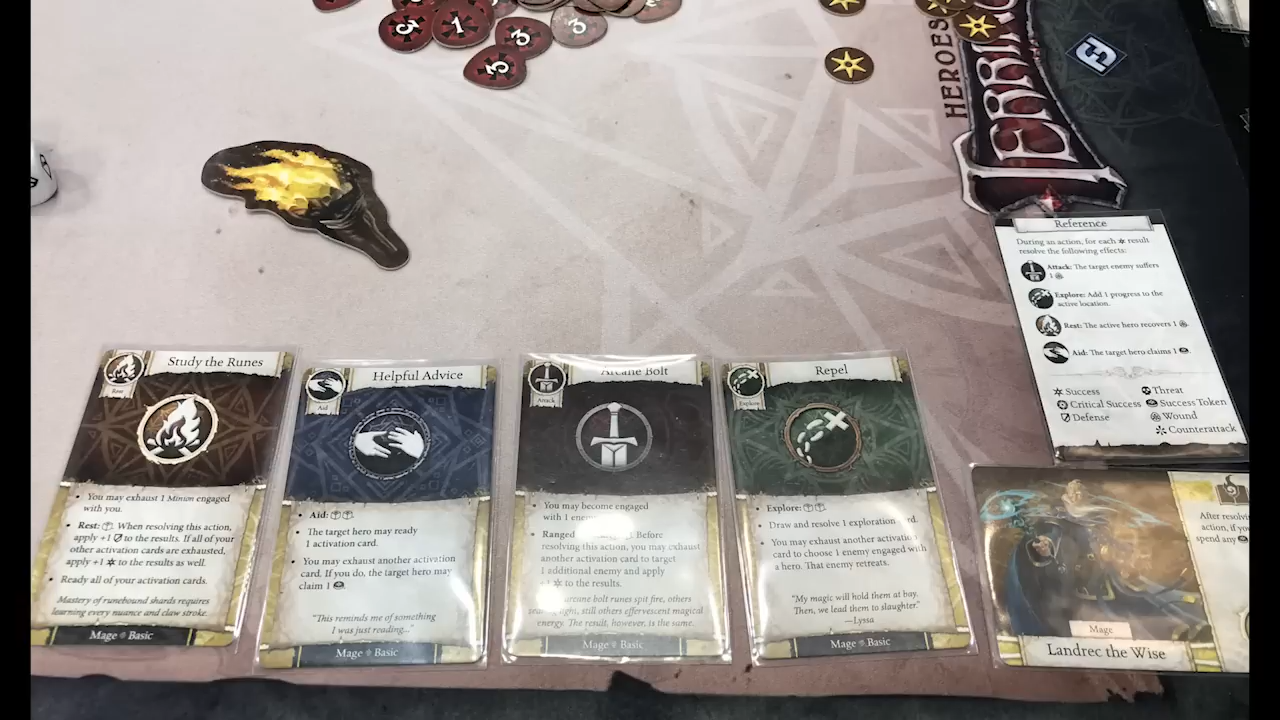 1
3
3
3
HEROES
TERRIN
Reference
During an action, for each result
resolve the following effects:
Attack: The target enemy suffers
1
Explore: Add 1 progress to the
active location.
Rest: The active hero recovers 1
Aid: The target hero claims 1
Success
Threat
Critical Success
Success Token
Defense
Wound
Counterattack
Study the Runes
Rest
• You may exhaust 1 Minion engaged
with you.
• Rest: When resolving this action,
apply +1 to the results. If all of your
other activation cards are exhausted,
apply +1 to the results as well.
• Ready all of your activation cards.
Mastery of runebound shards requires
learning every nuance and claw stroke.
Mage Basic
Helpful Advice
Aid
• Aid:
• The target hero may ready
1 activation card.
• You may exhaust another activation
card. If you do, the target hero may
claim 1
"This reminds me of something
I was just reading..."
Mage Basic
Arcane Bolt
Attack
• You may become engaged
with 1
• Ranged Before
resolving this action, you may exhaust
another activation card to target
1 additional enemy and apply
+1 to the results.
arcane bolt runes spit fire, others
light, still others effervescent magical
energy. The result, however, is the same.
Mage Basic
Repel
Explore
• Explore:
• Draw and resolve 1 exploration card.
• You may exhaust another activation
card to choose 1 enemy engaged with
a hero. That enemy retreats.
"My magic will hold them at bay.
Then, we lead them to slaughter."
—Lyssa
Mage Basic
After resolvi
action, if yo
spend any
Mage
Landrec the Wise